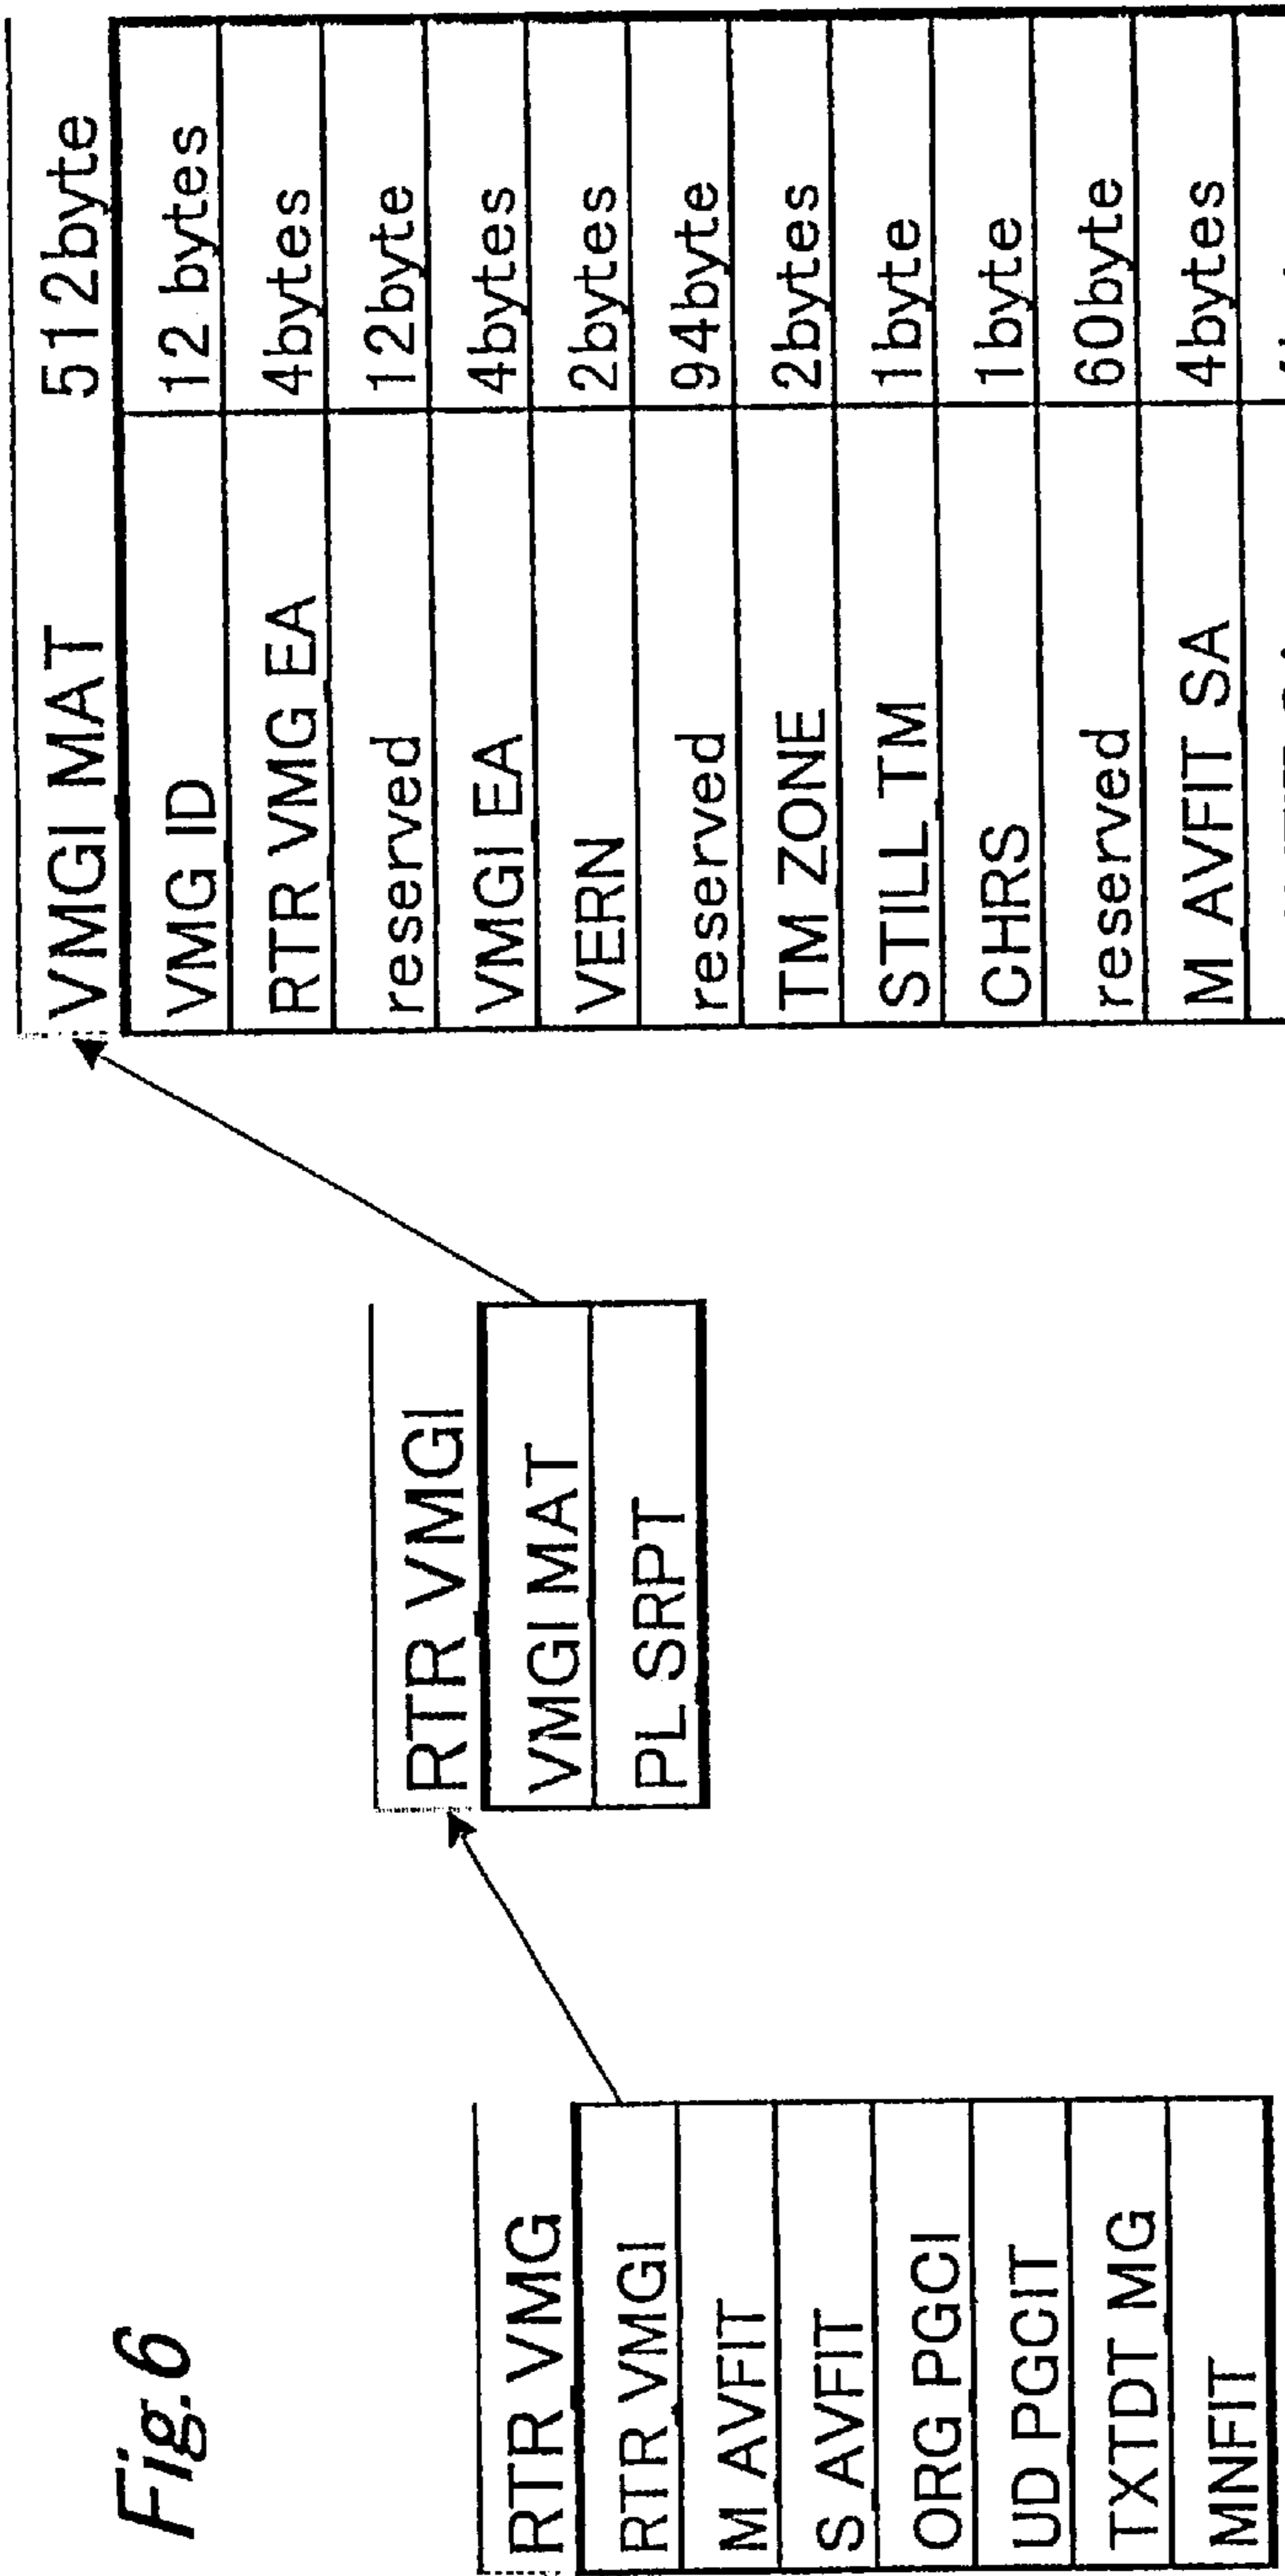 Fig.6
RTR VMG
RTR VMGI
M AVFIT
S AVFIT
ORG PGCI
UD PGCIT
TXTDT MG
MNFIT
RTR VMGI
VMGI MAT
PL SRPT
VMGI MAT 512byte
VMG ID 12 bytes
RTR VMG EA 4bytes
reserved 12byte
VMGI EA 4bytes
VERN 2bytes
reserved 94byte
TM ZONE 2bytes
STILL TM 1byte
CHRS 1byte
reserved 60byte
M AVFIT SA 4bytes